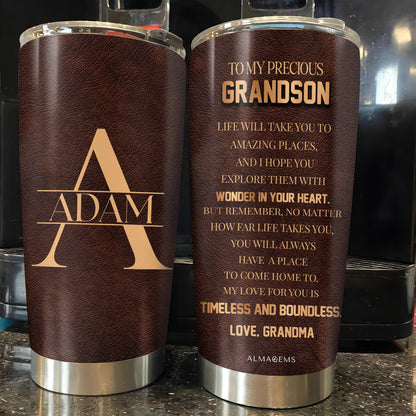 A
ADAM
TO MY PRECIOUS
GRANDSON
LIFE WILL TAKE YOU TO
AMAZING PLACES,
AND I HOPE YOU
EXPLORE THEM WITH
WONDER IN YOUR HEART.
BUT REMEMBER, NO MATTER
HOW FAR LIFE TAKES YOU,
YOU WILL ALWAYS
HAVE A PLACE
TO COME HOME TO.
MY LOVE FOR YOU IS
TIMELESS AND BOUNDLESS.
LOVE, GRANDMA
ALMAGEMS